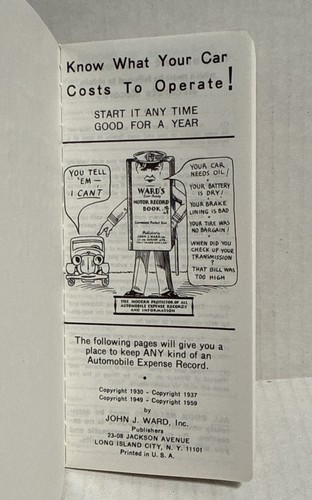 Know What Your Car
Costs To Operate!
START IT ANY TIME
GOOD FOR A YEAR
YOU TELL
'EM —
I CAN'T
WARD'S
MOTOR RECORD
BOOK
YOUR CAR
NEEDS OIL!
YOUR BATTERY
IS DRY!
YOUR BRAKE
LINING IS BAD
YOUR TIRE WAS
NO BARGAIN!
WHEN DID YOU
CHECK UP YOUR
TRANSMISSION?
THAT BILL WAS
TOO HIGH
THE MODERN PROTECTOR OF ALL
AUTOMOBILE EXPENSE RECORDS
AND INFORMATION
The following pages will give you a
place to keep ANY kind of an
Automobile Expense Record.
Copyright 1930 - Copyright 1937
Copyright 1949 - Copyright 1959
by
JOHN J. WARD, Inc.
Publishers
23-08 JACKSON AVENUE
LONG ISLAND CITY, N. Y. 11101
Printed in U. S. A.